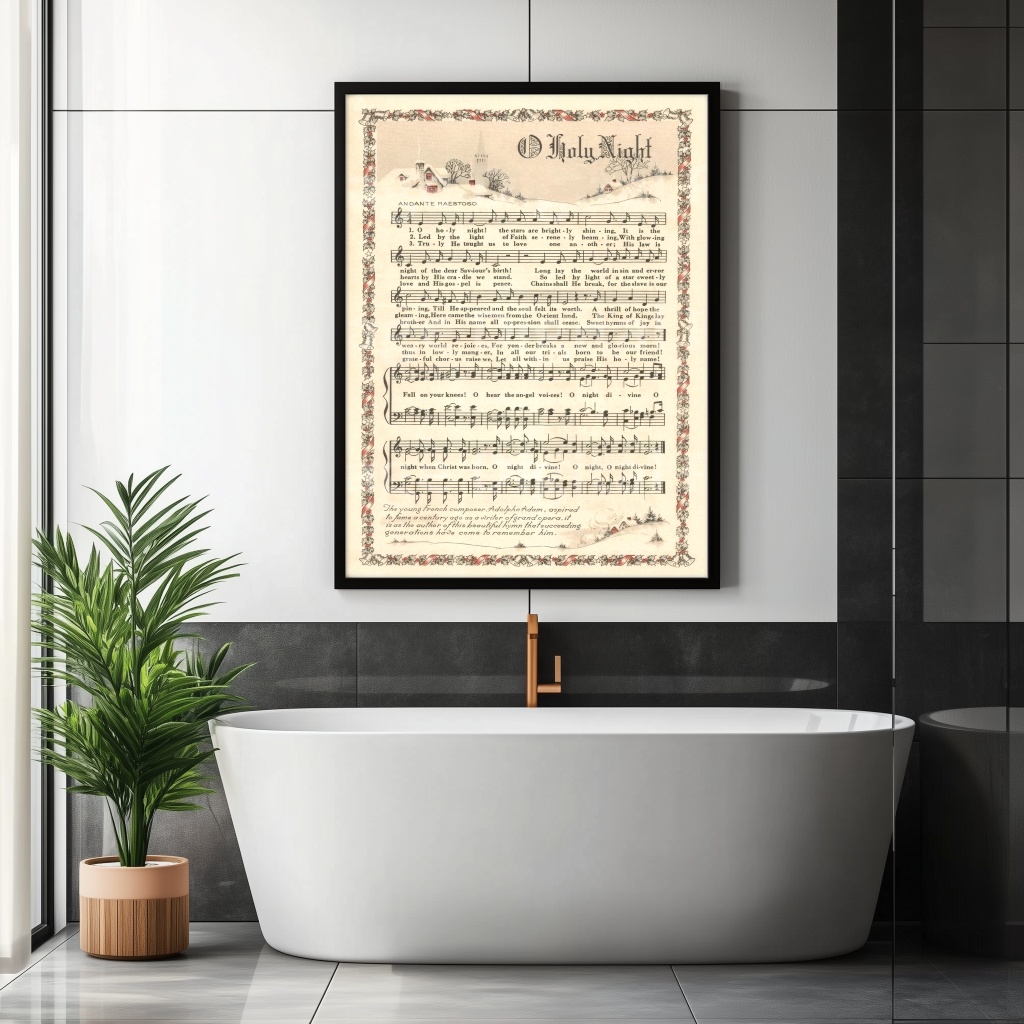 O Holy Night
ANDANTE MAESTOSO
1. O ho - ly night! the stars are bright - ly shin - ing, It is the
2. Led by the light of Faith se - rene - ly beam - ing, With glow - ing
3. Tru - ly He taught us to love one an - oth - er; His law is
night of the dear Sav - iour's birth! Long lay the world in sin and er - ror
hearts by His cra - dle we stand. So led by light of a star sweet - ly
love and His gos - pel is peace. Chains shall He break, for the slave is our
pin - ing, Till He ap - peared and the soul felt its worth. A thrill of hope the
gleam - ing, Here came the wise men from the O - rient land. The King of Kings lay
broth - er And in His name all op - pres - sion shall cease. Sweet hymns of joy in
wea - ry world re - joic - es, For yon - der breaks a new and glo - rious morn!
thus in low - ly man - ger, In all our tri - als born to be our friend!
grate - ful chor - us raise we, Let all with - in us praise His ho - ly name!
Fall on your knees! O hear the an - gel voi - ces! O night di - vine O
night when Christ was born, O night di - vine! O night, O night di - vine!
The young French composer, Adolphe Adam, aspired
to fame a century ago as a writer of grand opera, it
is as the author of this beautiful hymn that succeeding
generations have come to remember him.